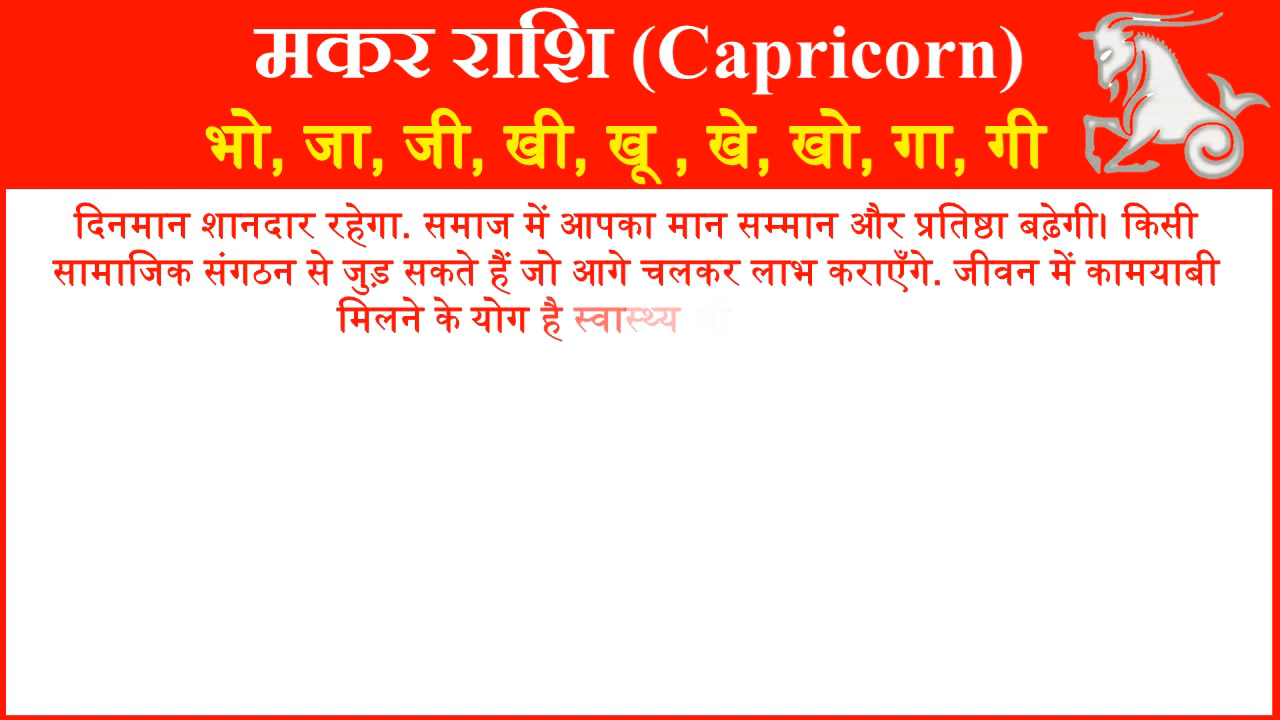 मकर राशि (Capricorn)
भो, जा, जी, खी, खू , खे, खो, गा, गी
दिनमान शानदार रहेगा. समाज में आपका मान सम्मान और प्रतिष्ठा बढ़ेगी। किसी
सामाजिक संगठन से जुड़ सकते हैं जो आगे चलकर लाभ कराएँगे. जीवन में कामयाबी
मिलने के योग है स्वास्थ्य